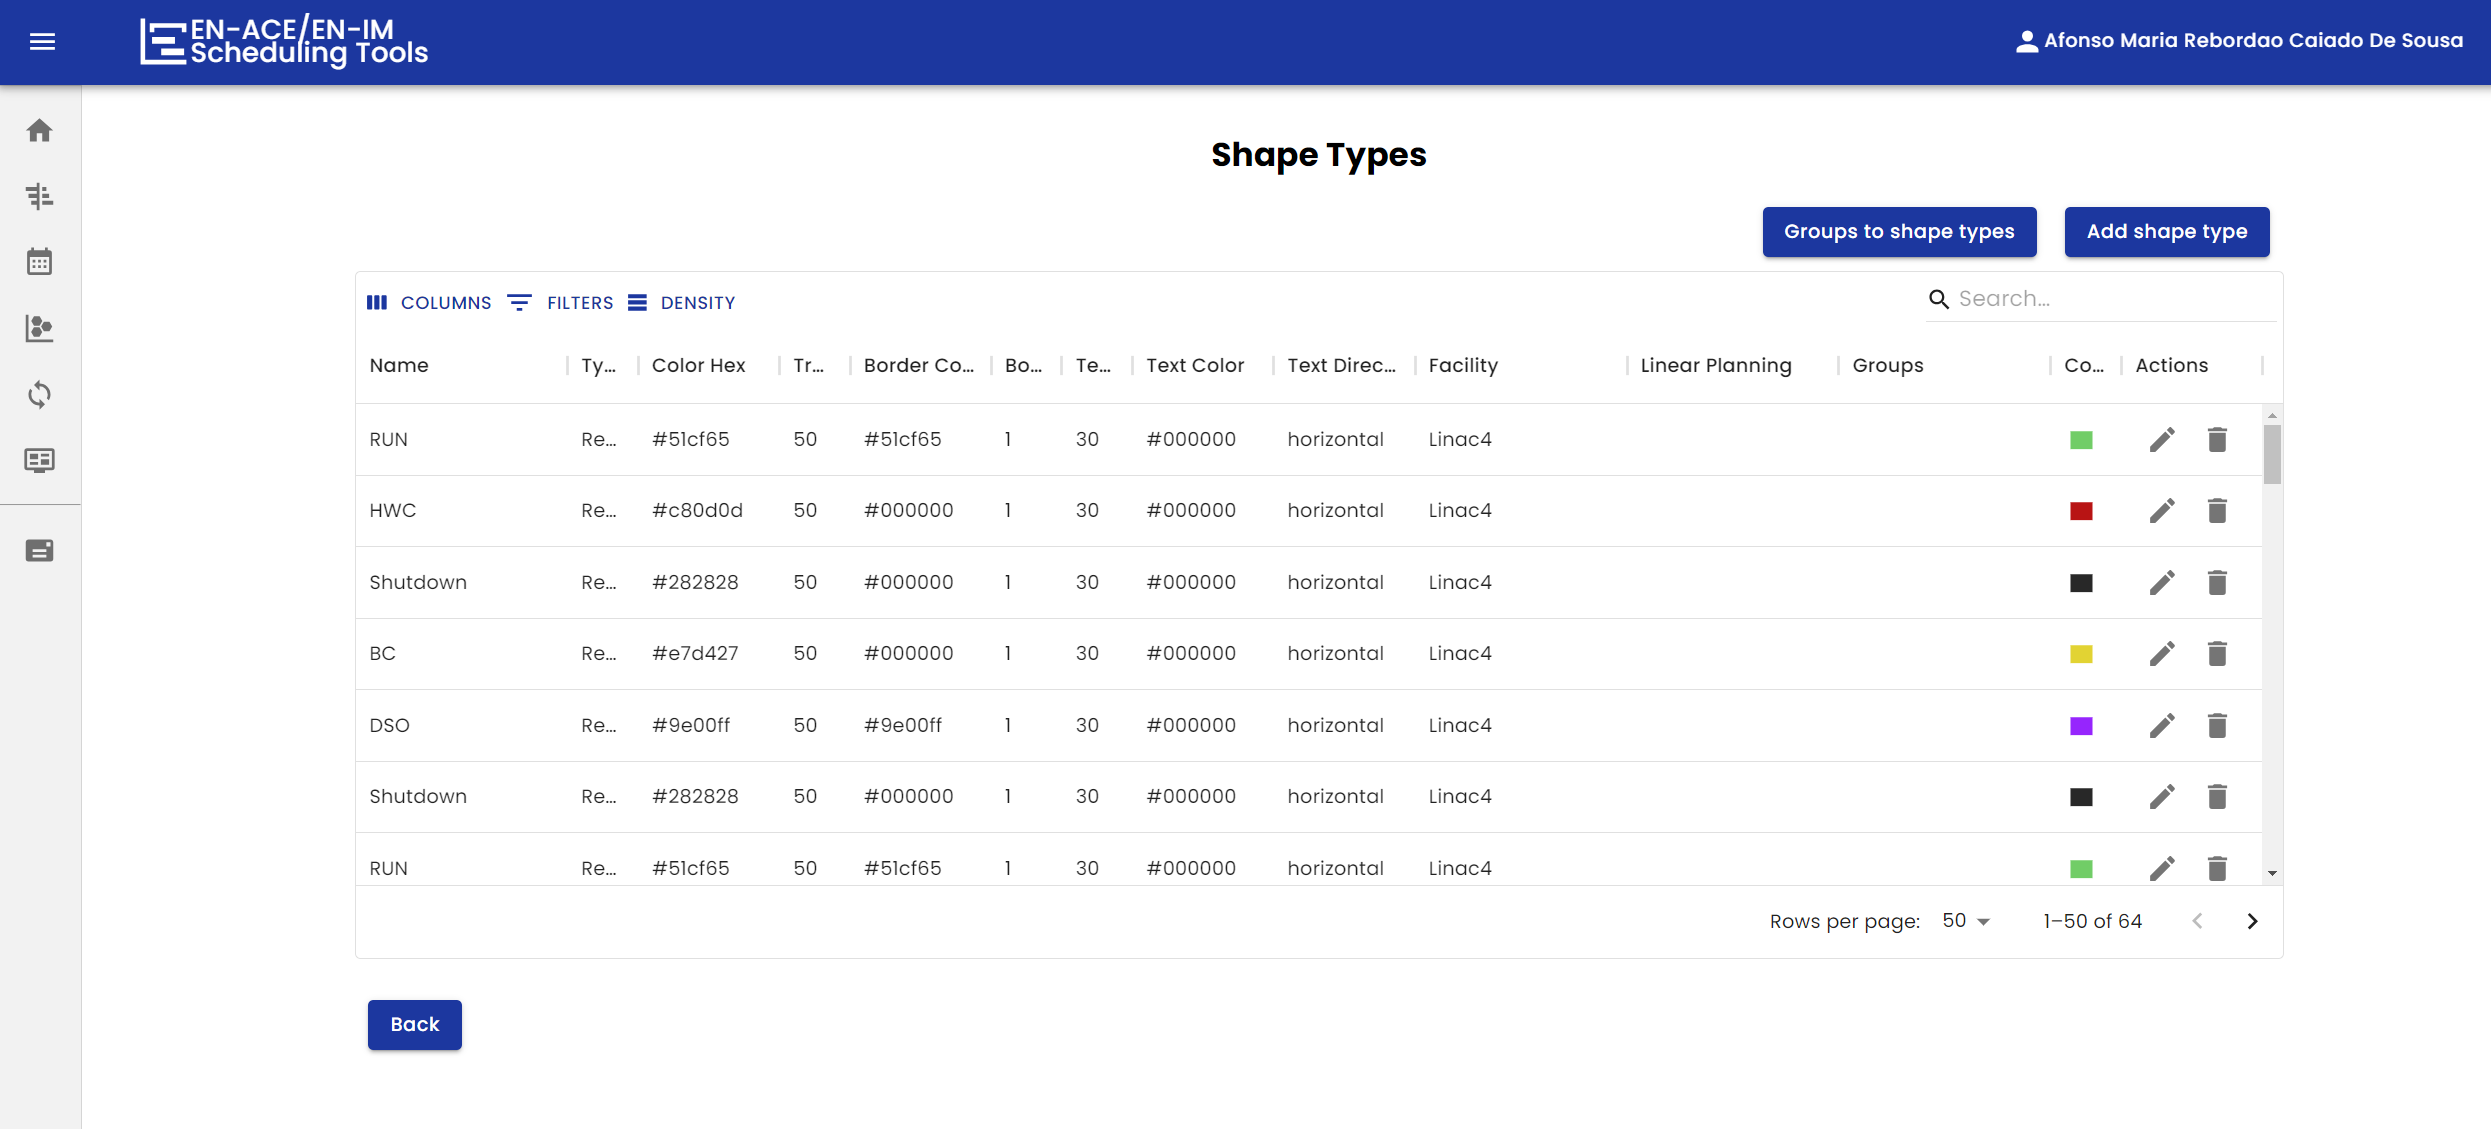 EN-ACE/EN-IM
Scheduling Tools
Afonso Maria Rebordao Caiado De Sousa
Shape Types
Groups to shape types
Add shape type
COLUMNS FILTERS DENSITY
Search...
Name Ty... Color Hex Tr... Border Co... Bo... Te... Text Color Text Direc... Facility Linear Planning Groups Co... Actions
RUN Re... #51cf65 50 #51cf65 1 30 #000000 horizontal Linac4
HWC Re... #c80d0d 50 #000000 1 30 #000000 horizontal Linac4
Shutdown Re... #282828 50 #000000 1 30 #000000 horizontal Linac4
BC Re... #e7d427 50 #000000 1 30 #000000 horizontal Linac4
DSO Re... #9e00ff 50 #9e00ff 1 30 #000000 horizontal Linac4
Shutdown Re... #282828 50 #000000 1 30 #000000 horizontal Linac4
RUN Re... #51cf65 50 #51cf65 1 30 #000000 horizontal Linac4
Rows per page: 50 1–50 of 64
Back